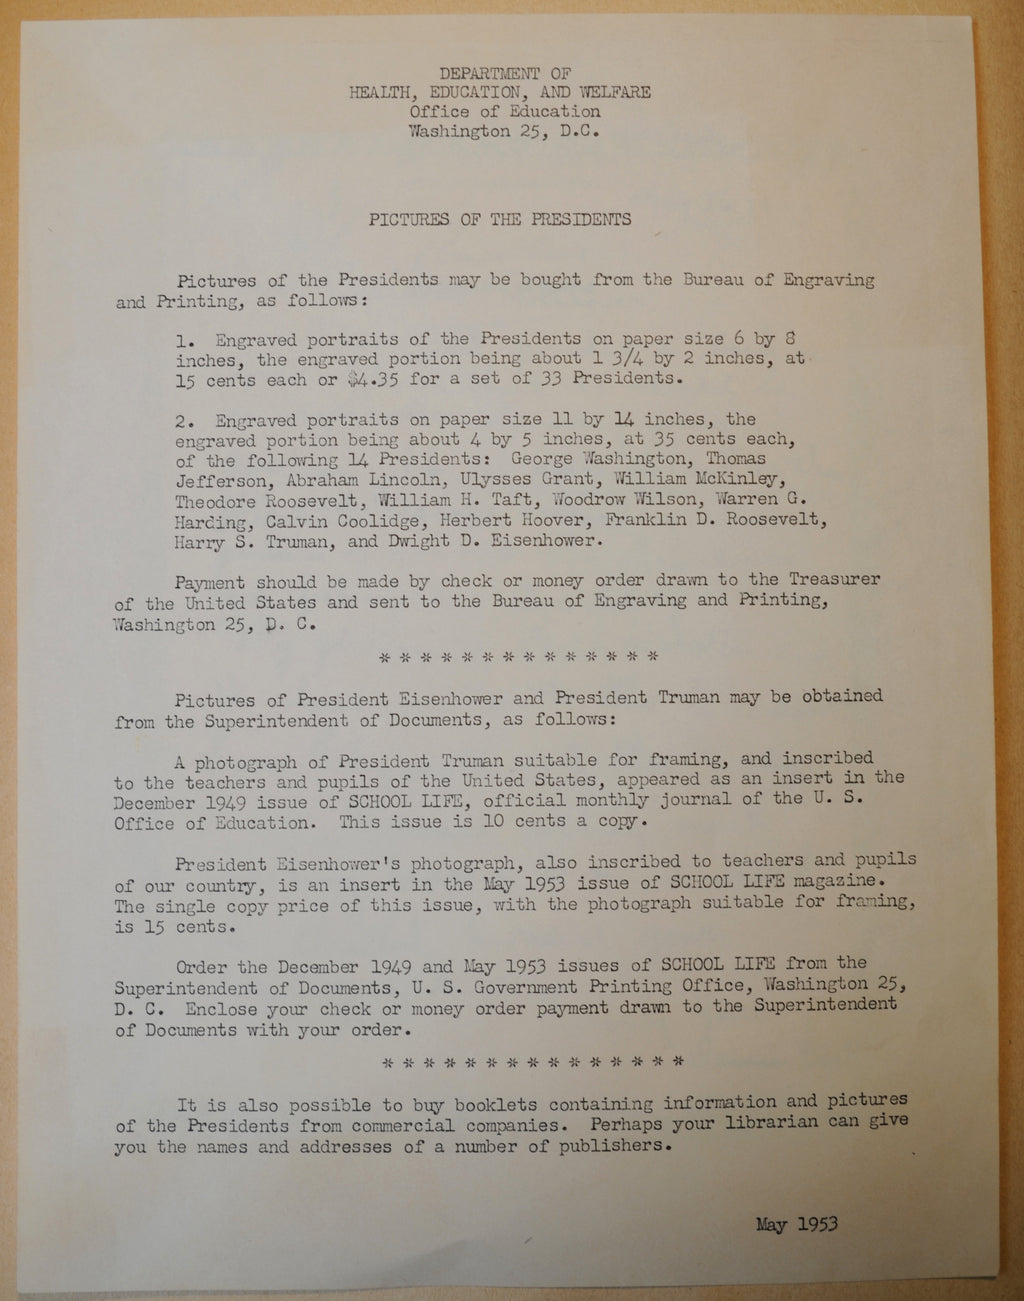 DEPARTMENT OF
HEALTH, EDUCATION, AND WELFARE
Office of Education
Washington 25, D.C.
PICTURES OF THE PRESIDENTS
Pictures of the Presidents may be bought from the Bureau of Engraving
and Printing, as follows:
1. Engraved portraits of the Presidents on paper size 6 by 8
inches, the engraved portion being about 1 3/4 by 2 inches, at
15 cents each or $4.35 for a set of 33 Presidents.
2. Engraved portraits on paper size 11 by 14 inches, the
engraved portion being about 4 by 5 inches, at 35 cents each,
of the following 14 Presidents: George Washington, Thomas
Jefferson, Abraham Lincoln, Ulysses Grant, William McKinley,
Theodore Roosevelt, William H. Taft, Woodrow Wilson, Warren G.
Harding, Calvin Coolidge, Herbert Hoover, Franklin D. Roosevelt,
Harry S. Truman, and Dwight D. Eisenhower.
Payment should be made by check or money order drawn to the Treasurer
of the United States and sent to the Bureau of Engraving and Printing,
Washington 25, D. C.
* * * * * * * * * * * * * *
Pictures of President Eisenhower and President Truman may be obtained
from the Superintendent of Documents, as follows:
A photograph of President Truman suitable for framing, and inscribed
to the teachers and pupils of the United States, appeared as an insert in the
December 1949 issue of SCHOOL LIFE, official monthly journal of the U. S.
Office of Education. This issue is 10 cents a copy.
President Eisenhower's photograph, also inscribed to teachers and pupils
of our country, is an insert in the May 1953 issue of SCHOOL LIFE magazine.
The single copy price of this issue, with the photograph suitable for framing,
is 15 cents.
Order the December 1949 and May 1953 issues of SCHOOL LIFE from the
Superintendent of Documents, U. S. Government Printing Office, Washington 25,
D. C. Enclose your check or money order payment drawn to the Superintendent
of Documents with your order.
* * * * * * * * * * * * * * *
It is also possible to buy booklets containing information and pictures
of the Presidents from commercial companies. Perhaps your librarian can give
you the names and addresses of a number of publishers.
May 1953